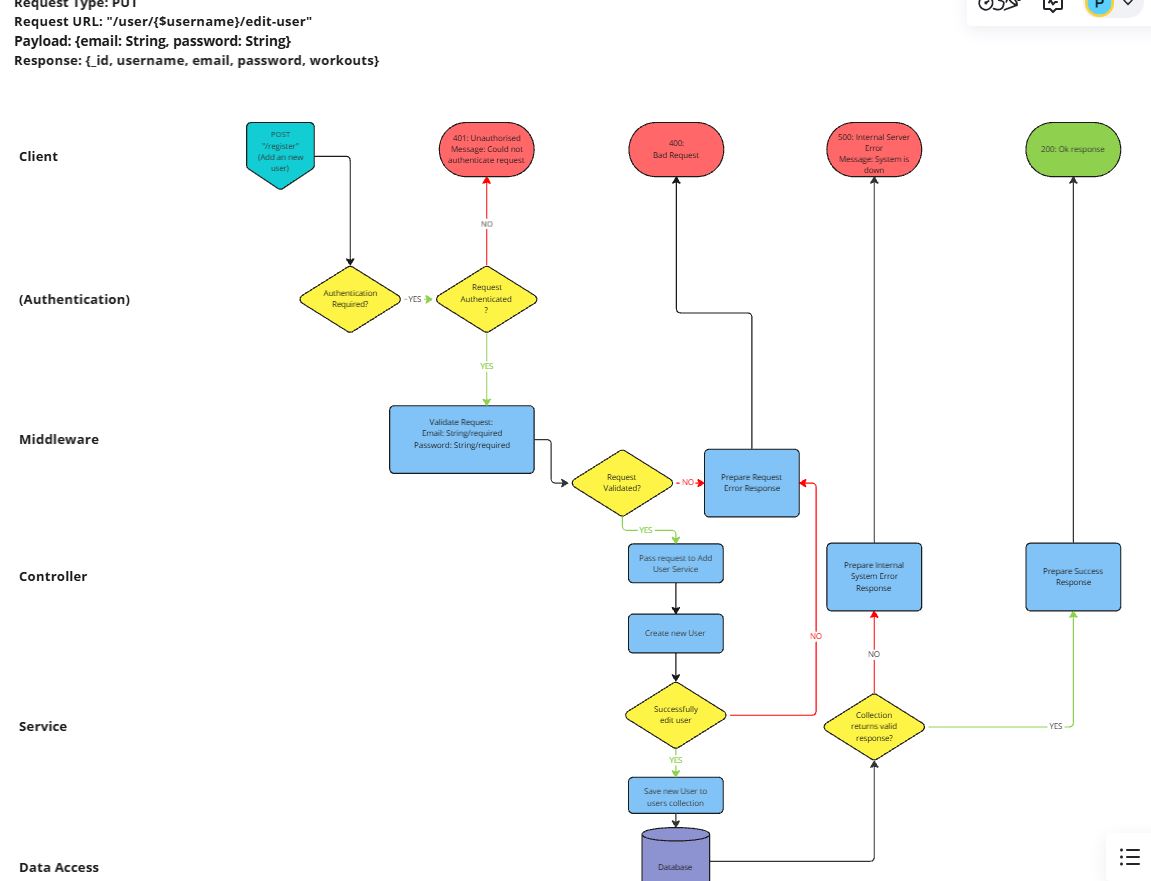 Request Type: PUT
Request URL: "/user/{$username}/edit-user"
Payload: {email: String, password: String}
Response: {_id, username, email, password, workouts}
P
Client
POST
"/register"
(Add an new
user)
401: Unauthorised
Message: Could not
authenticate request
400:
Bad Request
500: Internal Server
Error
Message: System is
down
200: Ok response
NO
(Authentication)
Authentication
Required?
YES
Request
Authenticated
?
YES
Middleware
Validate Request:
Email: String/required
Password: String/required
Request
Validated?
NO
Prepare Request
Error Response
YES
Controller
Pass request to Add
User Service
Prepare Internal
System Error
Response
Prepare Success
Response
Create new User
NO
NO
Service
Successfully
edit user
Collection
returns valid
response?
YES
YES
Save new User to
users collection
Data Access
Database